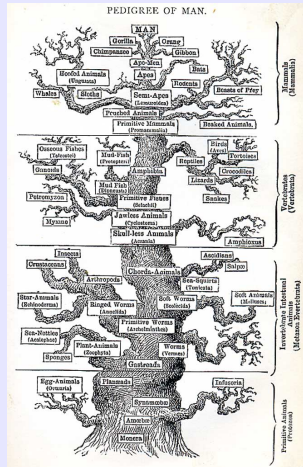 PEDIGREE OF MAN.
MAN
Gorilla
Orang
Chimpanzee
Gibbon
Ape-Men
Apes
Bats
Hoofed Animals
(Ungulata)
Rodents
Whales
Sloths
Semi-Apes
(Lemuroidea)
Beasts of Prey
Pouched Animals
Primitive Mammals
(Promammalia)
Beaked Animals.
Mammals
(Mammalia)
Osseous Fishes
(Teleostei)
Mud-Fish
(Protopteri)
Birds
(Aves)
Reptiles
Tortoises
Ganoids
Amphibia
Crocodiles
Lizards
Mud Fish
(Dipneusta)
Petromyzon
Primitive Fishes
(Selachii)
Snakes
Jawless Animals
(Cyclostoma)
Myxine
Skull-less Animals
(Acrania)
Amphioxus
Vertebrates
(Vertebrata)
Insects
Ascidians
Crustaceans
Chorda-Animals
Salpæ
Arthropods
Sea-Squirts
(Tunicata)
Star-Animals
(Echinoderma)
Ringed Worms
(Annelida)
Soft Worms
(Scolecida)
Soft Animals
(Molluscs)
Primitive Worms
(Archelminthes)
Sea-Nettles
(Acalephae)
Plant-Animals
(Zoophyta)
Worms
(Vermes)
Sponges
Gastreada
Invertebrate Intestinal
Animals
(Metazoa Evertebrata)
Egg-Animals
(Ovularia)
Planæada
Infusoria
Synamœbæ
Amœbæ
Monera
Primitive Animals
(Protozoa)